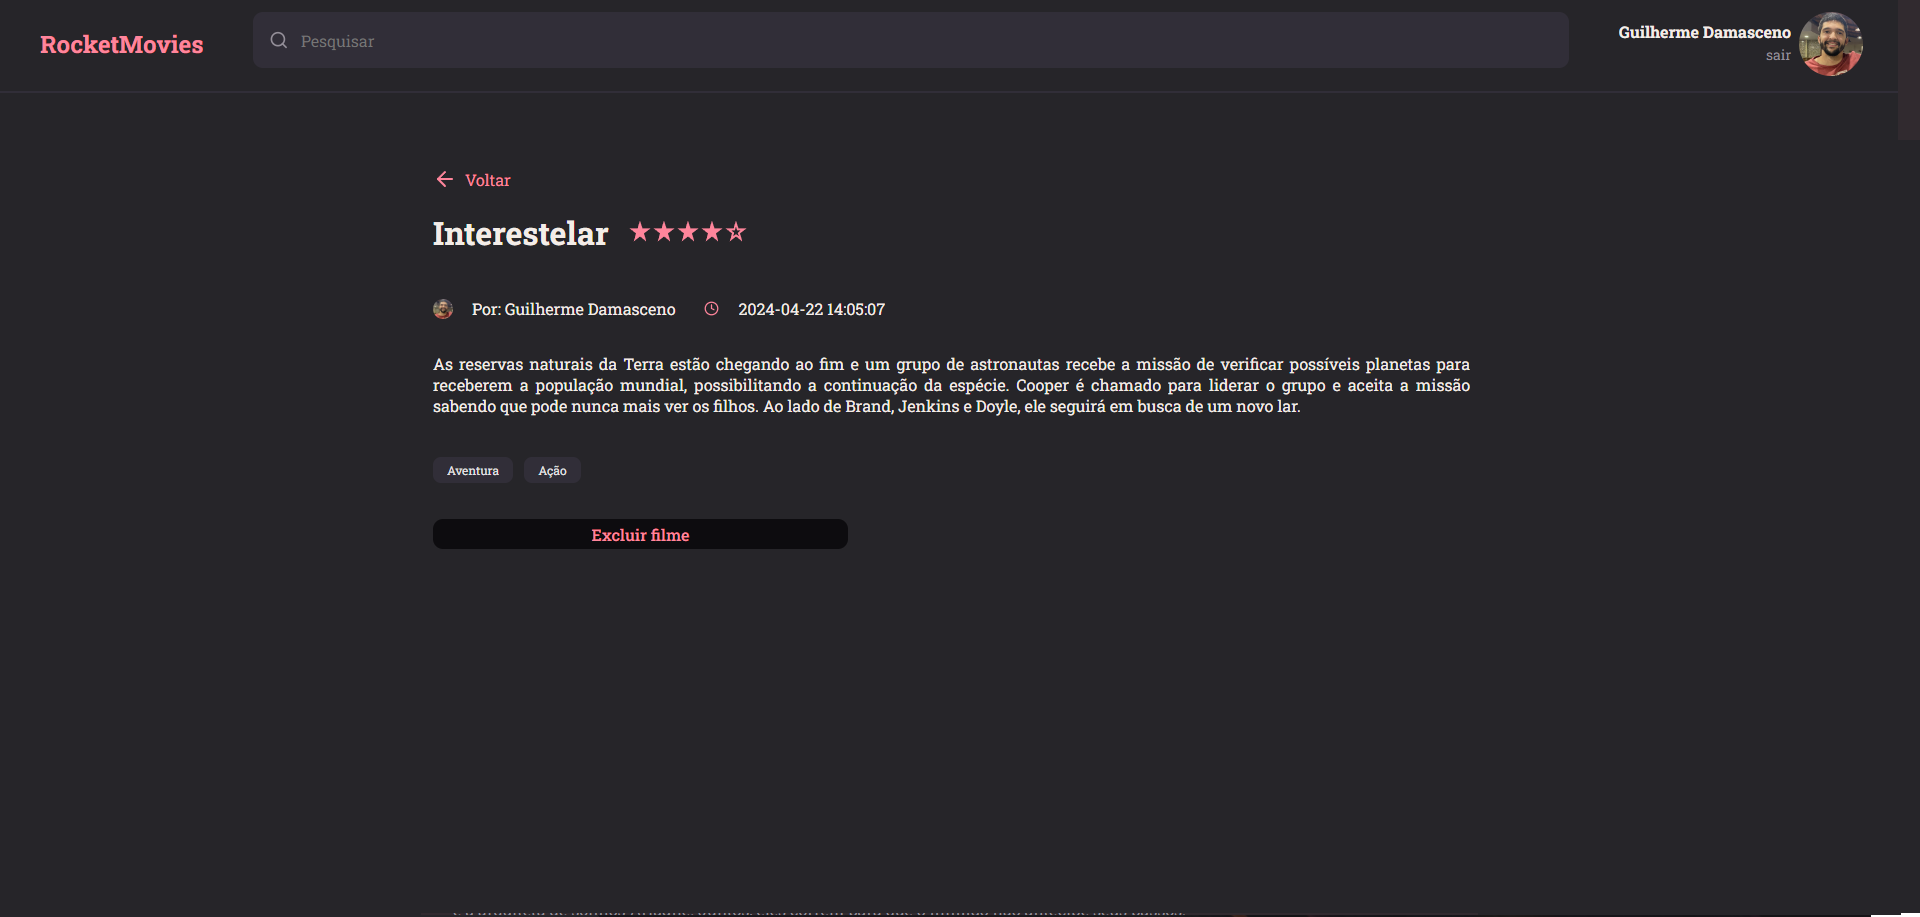 RocketMovies
Pesquisar
Guilherme Damasceno
sair
Voltar
Interestelar
Por: Guilherme Damasceno 2024-04-22 14:05:07
As reservas naturais da Terra estão chegando ao fim e um grupo de astronautas recebe a missão de verificar possíveis planetas para
receberem a população mundial, possibilitando a continuação da espécie. Cooper é chamado para liderar o grupo e aceita a missão
sabendo que pode nunca mais ver os filhos. Ao lado de Brand, Jenkins e Doyle, ele seguirá em busca de um novo lar.
Aventura Ação
Excluir filme